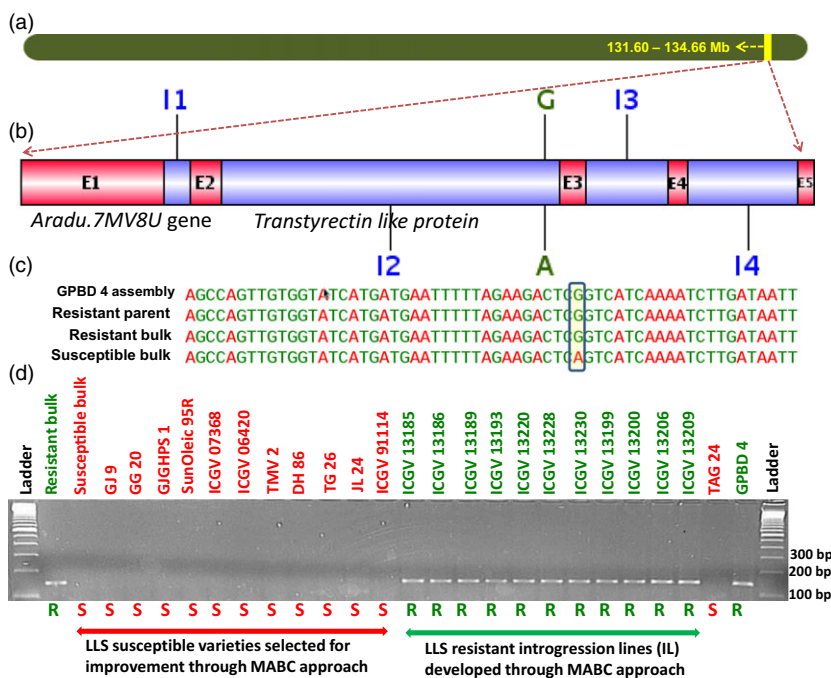 (a)
131.60 – 134.66 Mb
I1
G
I3
(b)
E1
E2
E3
E4
E5
Aradu.7MV8U gene
Transtyrectin like protein
I2
A
I4
(c)
GPBD 4 assembly
AGCCAGTTGTGGTATCATGATGAATTTTTAGAAGACTCGGTCATCAAAATCTTGATAATT
Resistant parent
AGCCAGTTGTGGTATCATGATGAATTTTTAGAAGACTCGGTCATCAAAATCTTGATAATT
Resistant bulk
AGCCAGTTGTGGTATCATGATGAATTTTTAGAAGACTCGGTCATCAAAATCTTGATAATT
Susceptible bulk
AGCCAGTTGTGGTATCATGATGAATTTTTAGAAGACTCAGTCATCAAAATCTTGATAATT
(d)
Ladder
Resistant bulk
Susceptible bulk
GJ 9
GG 20
GJGHPS 1
SunOleic 95R
ICGV 07368
ICGV 06420
TMV 2
DH 86
TG 26
JL 24
ICGV 91114
ICGV 13185
ICGV 13186
ICGV 13189
ICGV 13193
ICGV 13220
ICGV 13228
ICGV 13230
ICGV 13199
ICGV 13200
ICGV 13206
ICGV 13209
TAG 24
GPBD 4
Ladder
300 bp
200 bp
100 bp
R S S S S S S S S S S S S R R R R R R R R R R R S R
LLS susceptible varieties selected for
improvement through MABC approach
LLS resistant introgression lines (IL)
developed through MABC approach